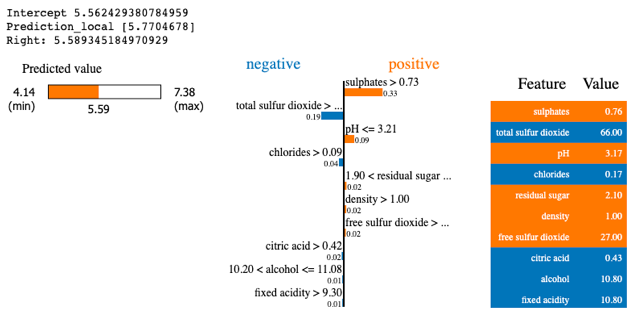 Intercept 5.562429380784959
Prediction_local [5.7704678]
Right: 5.589345184970929
Predicted value
4.14
(min)
7.38
(max)
5.59
negative
positive
sulphates > 0.73
0.33
total sulfur dioxide > ...
0.19
pH <= 3.21
0.09
chlorides > 0.09
0.04
1.90 < residual sugar ...
0.02
density > 1.00
0.02
free sulfur dioxide > ...
0.02
citric acid > 0.42
0.02
10.20 < alcohol <= 11.08
0.01
fixed acidity > 9.30
0.01
Feature Value
sulphates 0.76
total sulfur dioxide 66.00
pH 3.17
chlorides 0.17
residual sugar 2.10
density 1.00
free sulfur dioxide 27.00
citric acid 0.43
alcohol 10.80
fixed acidity 10.80